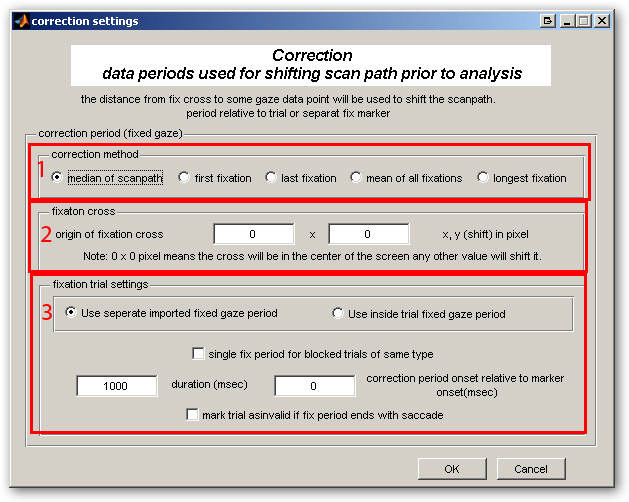 correction settings
Correction
data periods used for shifting scan path prior to analysis
the distance from fix cross to some gaze data point will be used to shift the scanpath.
period relative to trial or separat fix marker
correction period (fixed gaze)
correction method
1
median of scanpath first fixation last fixation mean of all fixations longest fixation
fixaton cross
2 origin of fixation cross 0 x 0 x, y (shift) in pixel
Note: 0 x 0 pixel means the cross will be in the center of the screen any other value will shift it.
fixation trial settings
3 Use seperate imported fixed gaze period Use inside trial fixed gaze period
single fix period for blocked trials of same type
1000 duration (msec) 0 correction period onset relative to marker
onset(msec)
mark trial asinvalid if fix period ends with saccade
OK Cancel